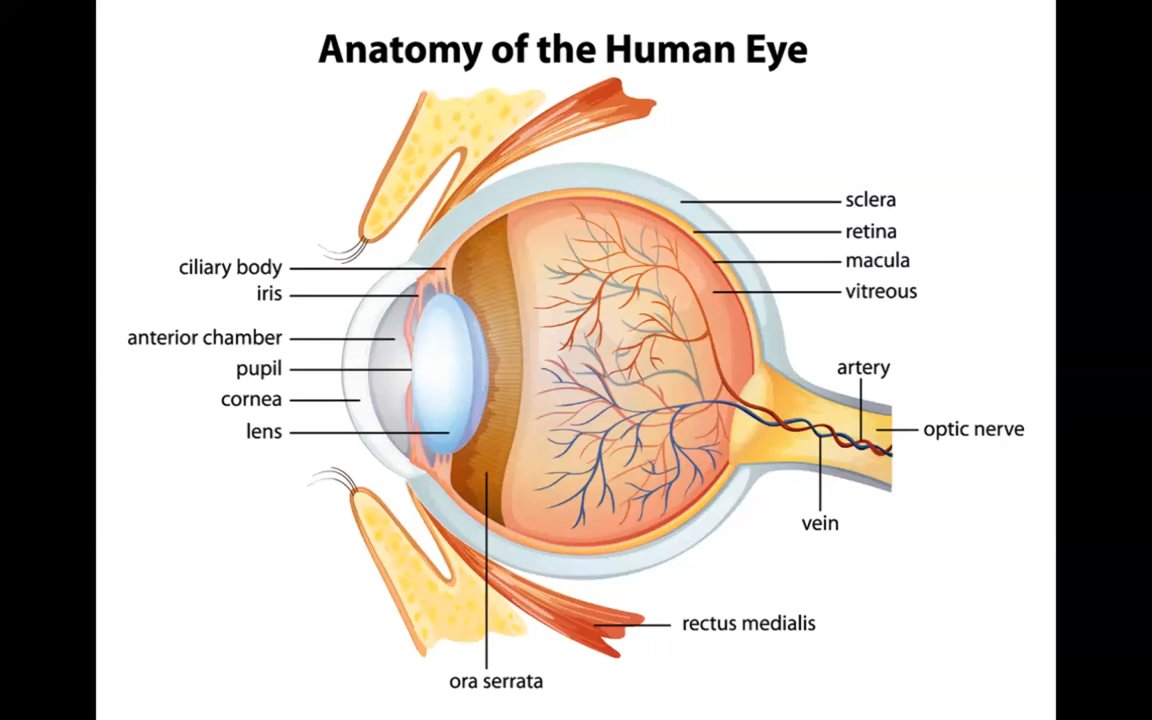 Anatomy of the Human Eye
sclera
retina
macula
vitreous
ciliary body
iris
anterior chamber
pupil
cornea
lens
artery
optic nerve
vein
rectus medialis
ora serrata